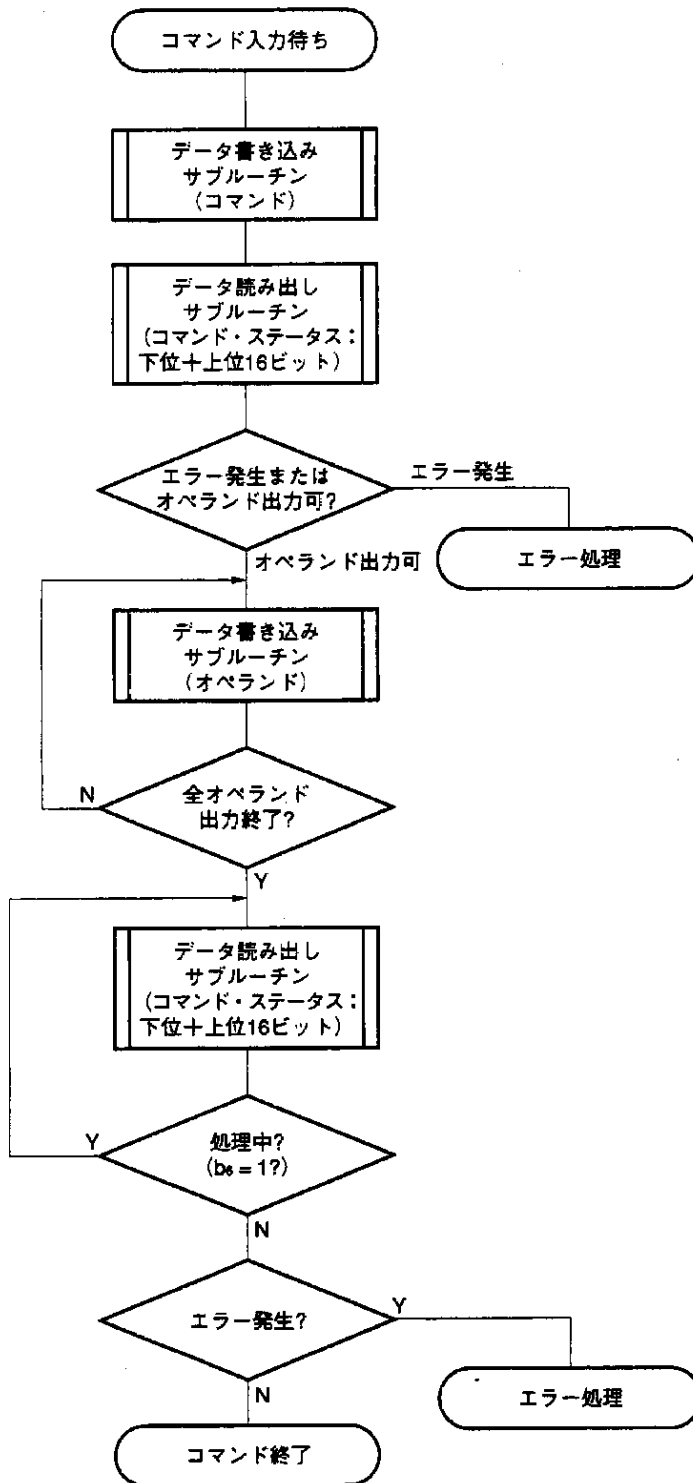 コマンド入力待ち
データ書き込み
サブルーチン
(コマンド)
データ読み出し
サブルーチン
(コマンド・ステータス:
下位+上位16ビット)
エラー発生または
オペランド出力可?
エラー発生
エラー処理
オペランド出力可
データ書き込み
サブルーチン
(オペランド)
N
全オペランド
出力終了?
Y
データ読み出し
サブルーチン
(コマンド・ステータス:
下位+上位16ビット)
Y
処理中?
(b6=1?)
N
エラー発生?
Y
エラー処理
N
コマンド終了